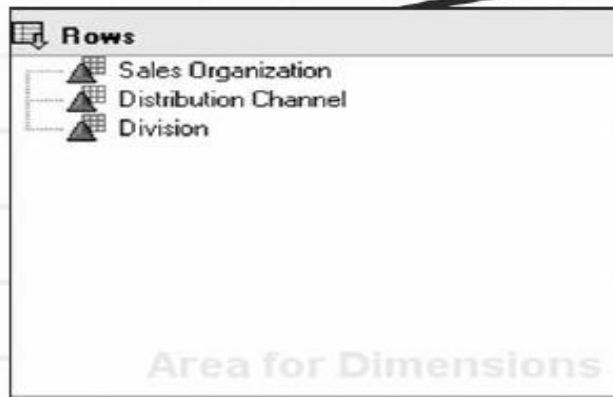 Rows
Sales Organization
Distribution Channel
Division
Area for Dimensions